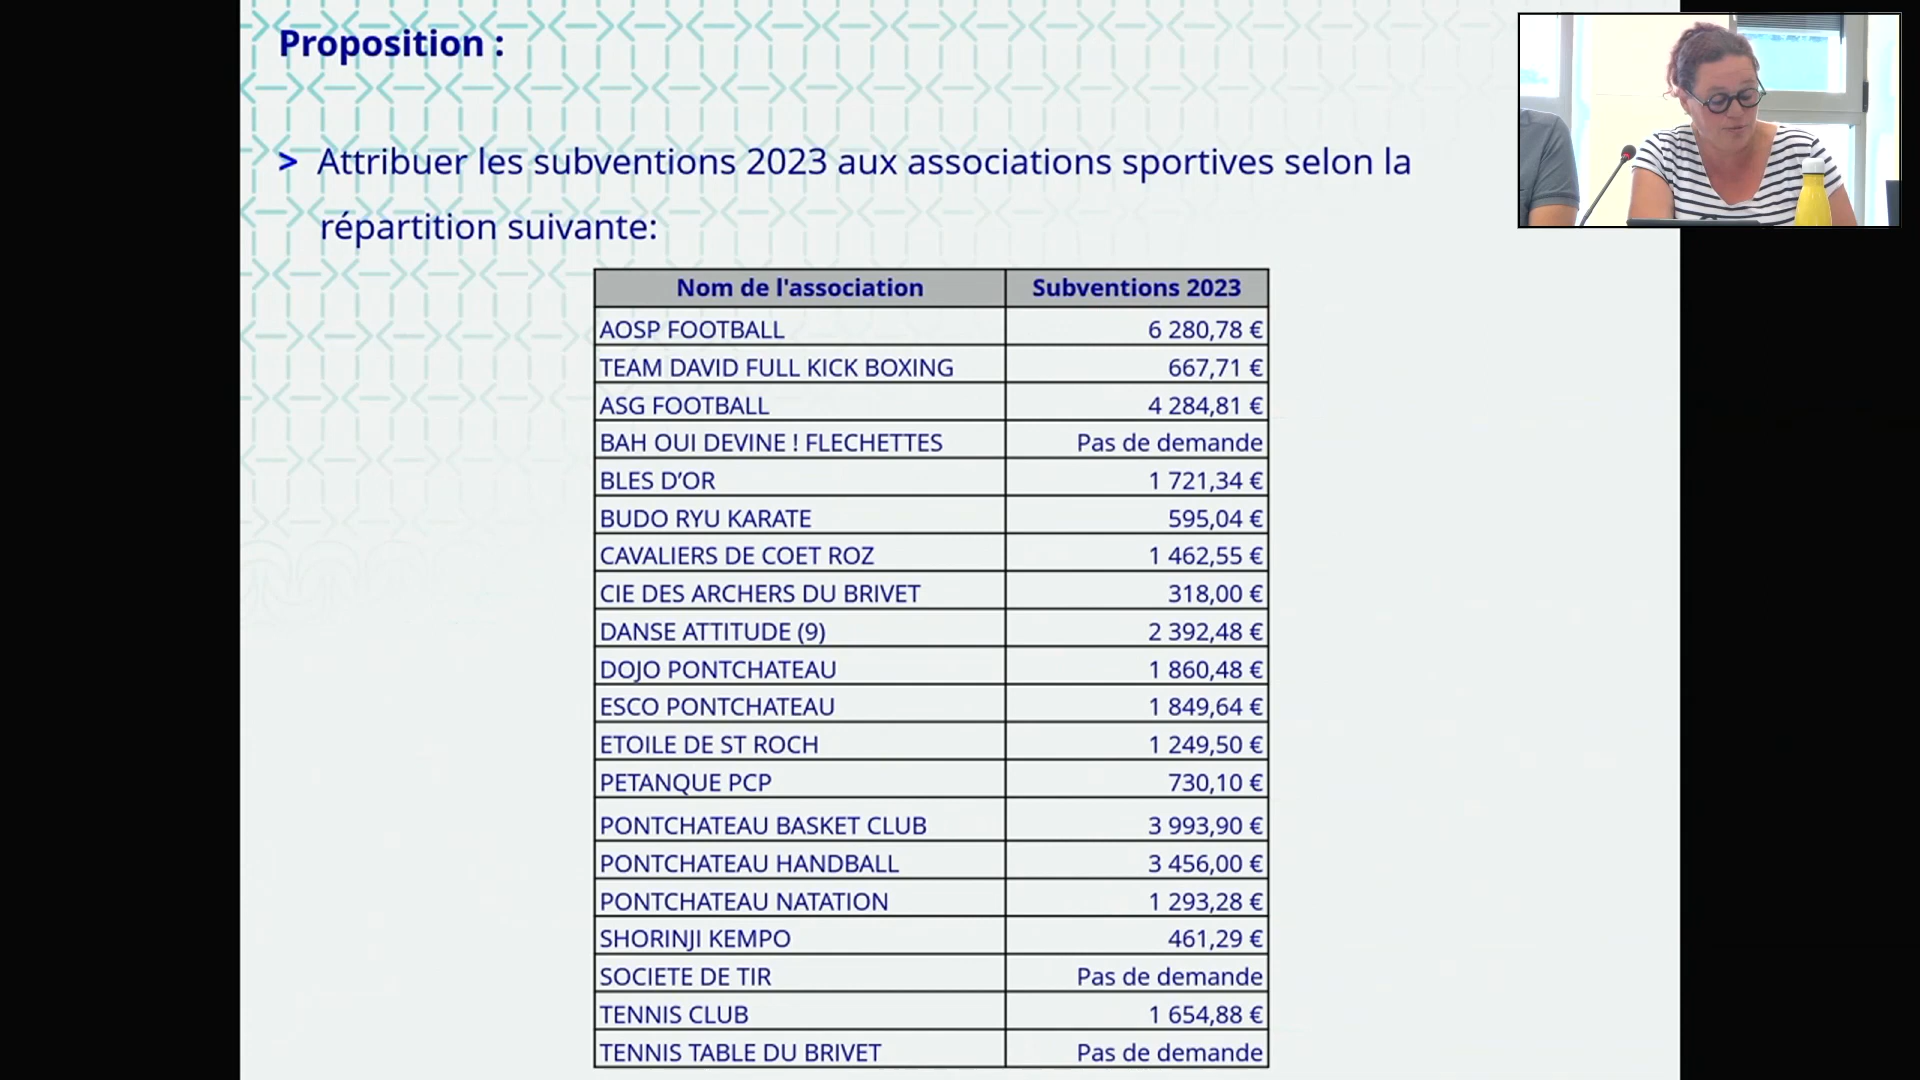 Proposition :
> Attribuer les subventions 2023 aux associations sportives selon la
répartition suivante:
Nom de l'association Subventions 2023
AOSP FOOTBALL 6 280,78 €
TEAM DAVID FULL KICK BOXING 667,71 €
ASG FOOTBALL 4 284,81 €
BAH OUI DEVINE ! FLECHETTES Pas de demande
BLES D’OR 1 721,34 €
BUDO RYU KARATE 595,04 €
CAVALIERS DE COET ROZ 1 462,55 €
CIE DES ARCHERS DU BRIVET 318,00 €
DANSE ATTITUDE (9) 2 392,48 €
DOJO PONTCHATEAU 1 860,48 €
ESCO PONTCHATEAU 1 849,64 €
ETOILE DE ST ROCH 1 249,50 €
PETANQUE PCP 730,10 €
PONTCHATEAU BASKET CLUB 3 993,90 €
PONTCHATEAU HANDBALL 3 456,00 €
PONTCHATEAU NATATION 1 293,28 €
SHORINJI KEMPO 461,29 €
SOCIETE DE TIR Pas de demande
TENNIS CLUB 1 654,88 €
TENNIS TABLE DU BRIVET Pas de demande